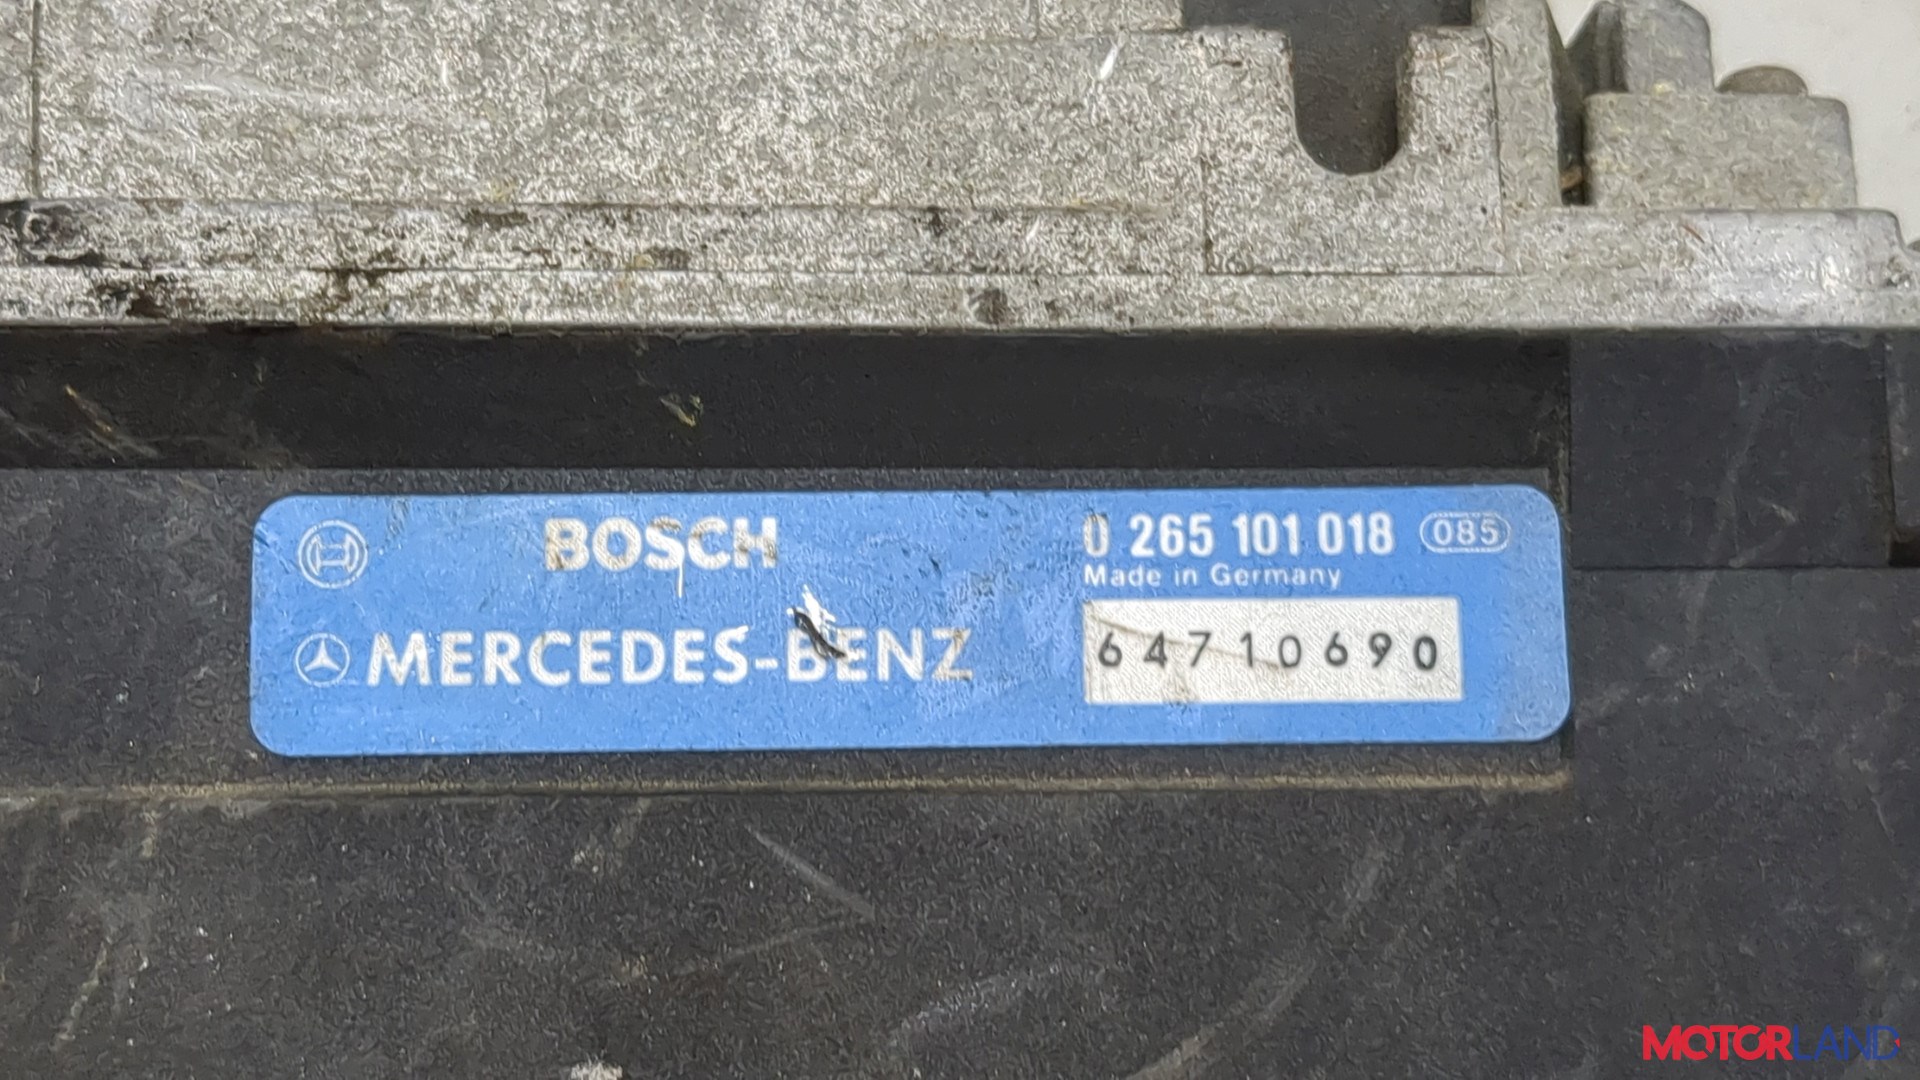 BOSCH
0 265 101 018 085
Made in Germany
MERCEDES-BENZ
64710690
MOTORLAND